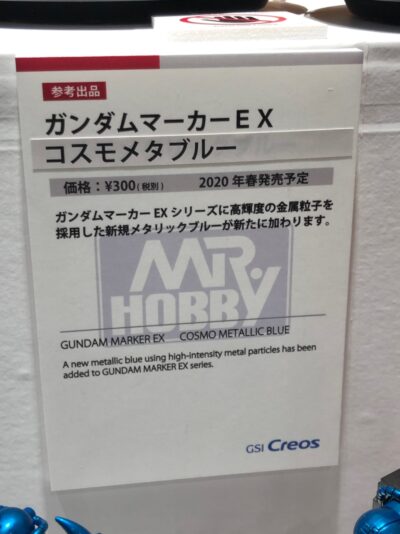 参考出品
ガンダムマーカーEX
コスモメタブルー
価格：¥300（税別） 2020年春発売予定
ガンダムマーカーEXシリーズに高輝度の金属粒子を
採用した新規メタリックブルーが新たに加わります。
MR.
HOBBY
GUNDAM MARKER EX COSMO METALLIC BLUE
A new metallic blue using high-intensity metal particles has been
added to GUNDAM MARKER EX series.
GSI Creos